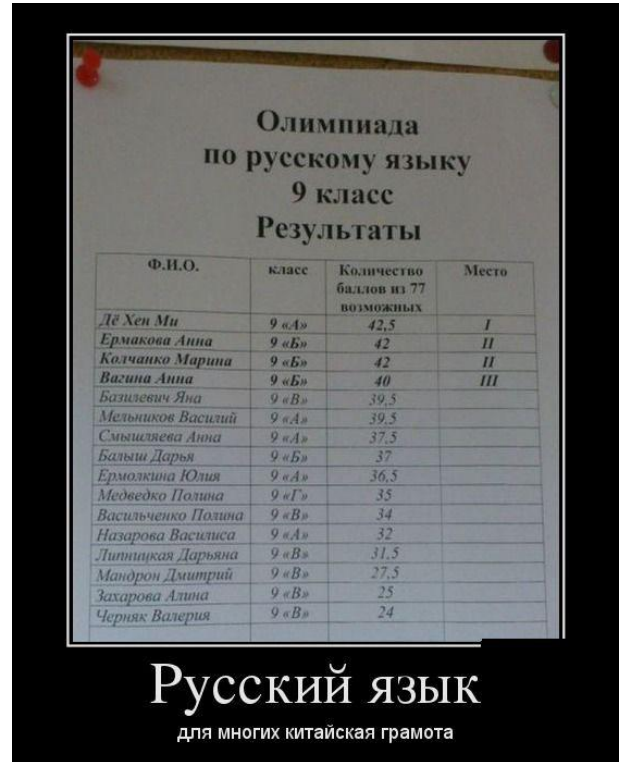 Олимпиада
по русскому языку
9 класс
Результаты
Ф.И.О. класс Количество баллов из 77 возможных Место
Дё Хен Ми 9 «А» 42,5 I
Ермакова Анна 9 «Б» 42 II
Колчанко Марина 9 «Б» 42 II
Вагина Анна 9 «Б» 40 III
Базилевич Яна 9 «В» 39,5
Мельников Василий 9 «А» 39,5
Смышляева Анна 9 «А» 37,5
Балыш Дарья 9 «Б» 37
Ермолкина Юлия 9 «А» 36,5
Медведко Полина 9 «Г» 35
Васильченко Полина 9 «В» 34
Назарова Василиса 9 «А» 32
Липницкая Дарьяна 9 «В» 31,5
Мандрон Дмитрий 9 «В» 27,5
Захарова Алина 9 «В» 25
Черняк Валерия 9 «В» 24
Русский язык
для многих китайская грамота